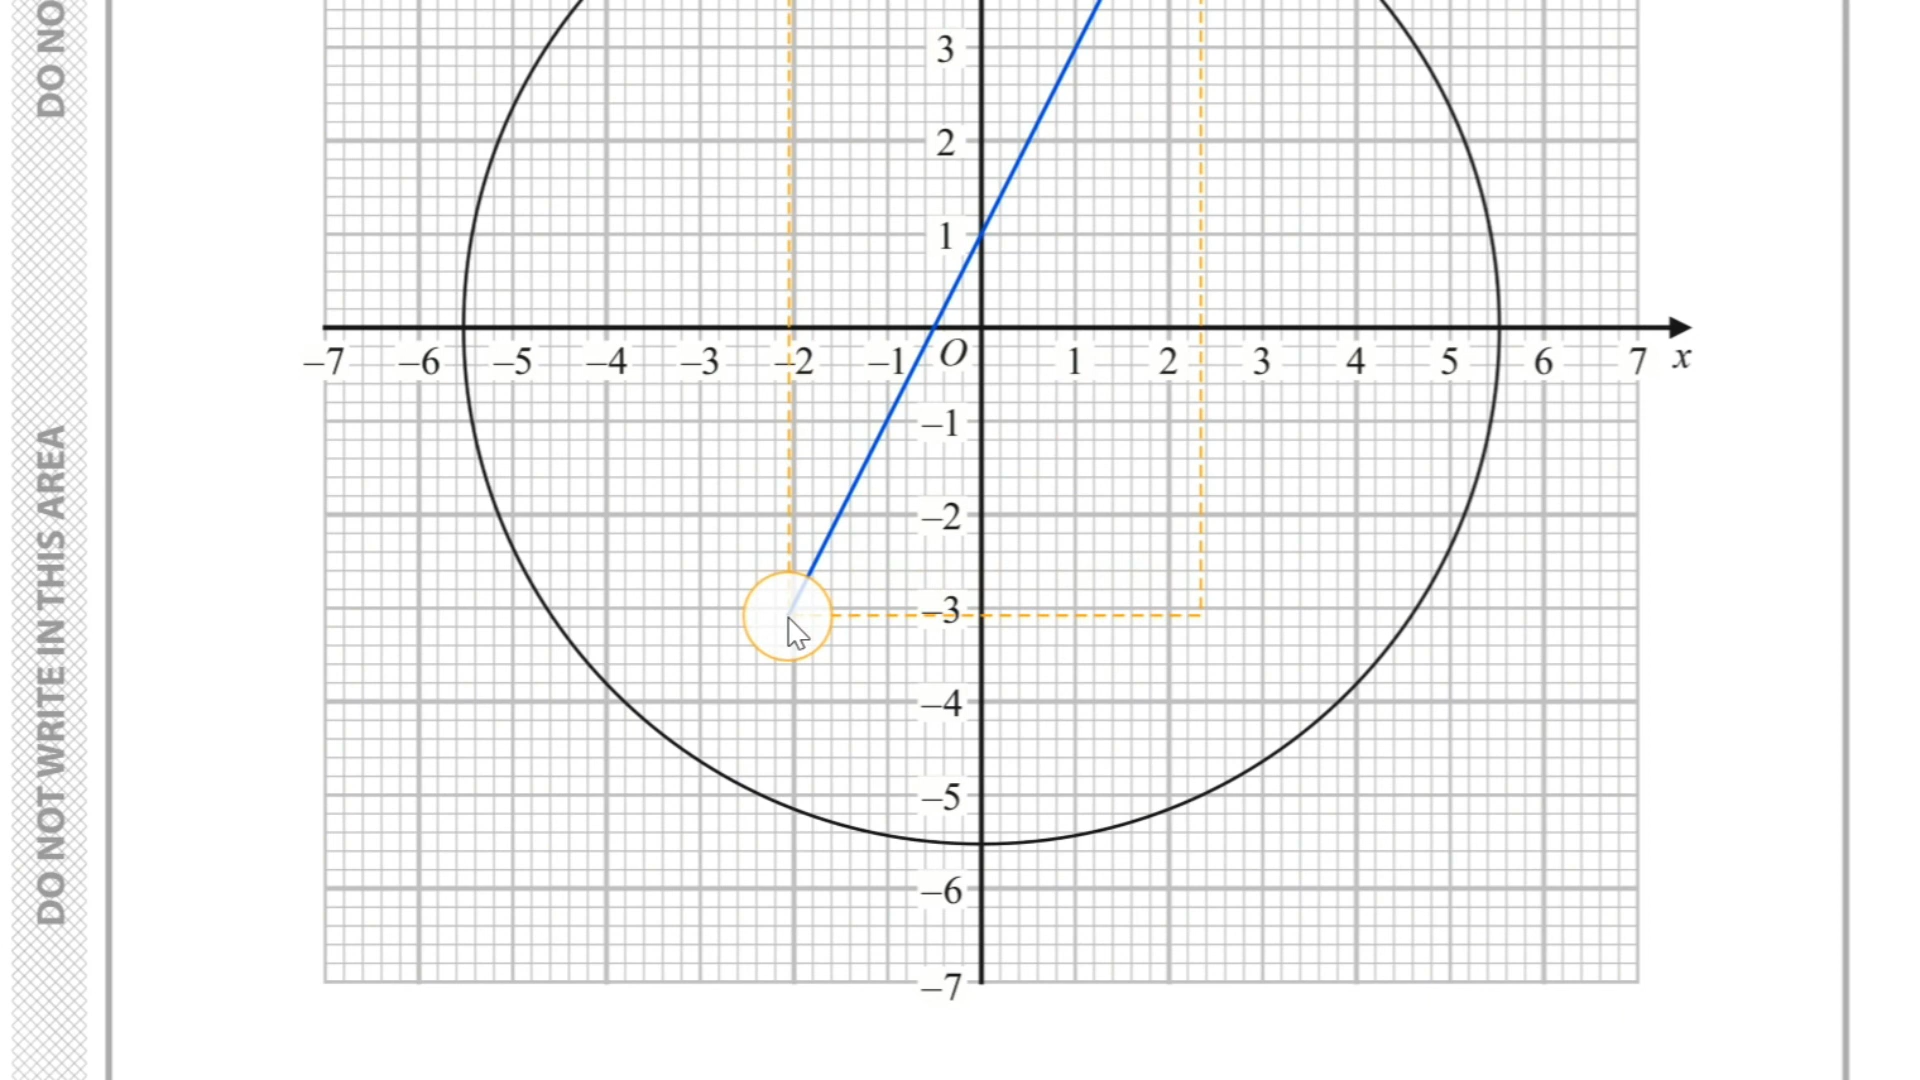 DO NO
DO NOT WRITE IN THIS AREA
3
2
1
O
–7 –6 –5 –4 –3 –2 –1 1 2 3 4 5 6 7 x
–1
–2
–3
–4
–5
–6
–7